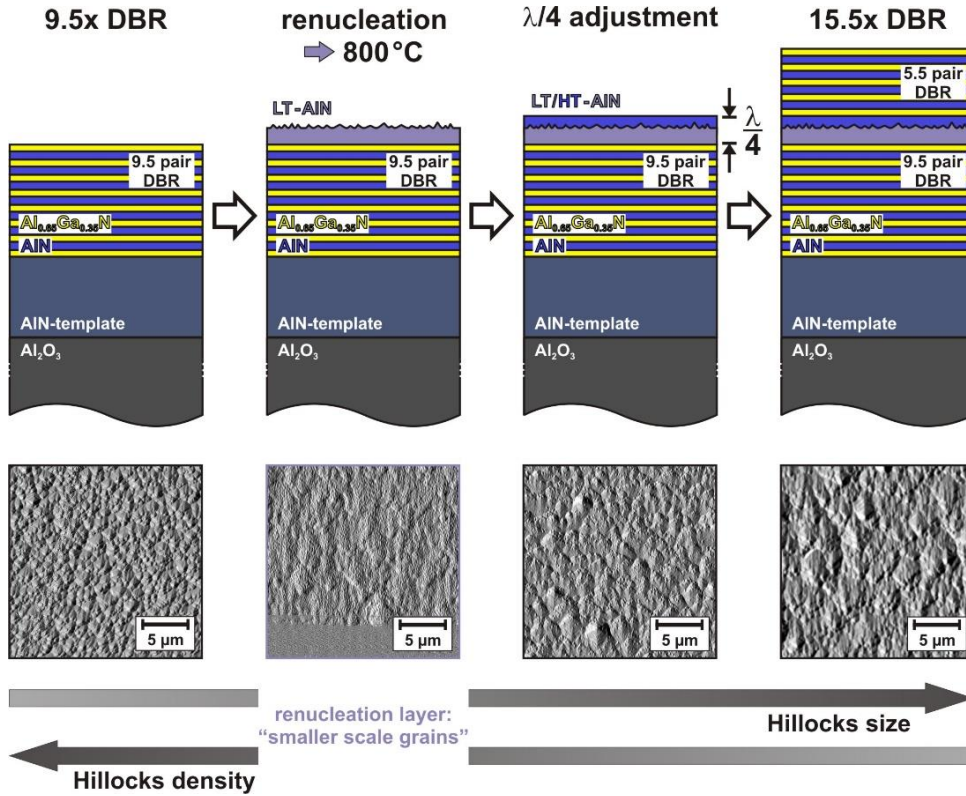 9.5x DBR
renucleation
800°C
λ/4 adjustment
15.5x DBR
LT-AlN
LT/HT-AlN
λ
4
5.5 pair
DBR
9.5 pair
DBR
9.5 pair
DBR
9.5 pair
DBR
9.5 pair
DBR
Al₀.₆₅Ga₀.₃₅N
Al₀.₆₅Ga₀.₃₅N
Al₀.₆₅Ga₀.₃₅N
Al₀.₆₅Ga₀.₃₅N
AlN
AlN
AlN
AlN
AlN-template
AlN-template
AlN-template
AlN-template
Al₂O₃
Al₂O₃
Al₂O₃
Al₂O₃
5 µm
5 µm
5 µm
5 µm
renucleation layer:
"smaller scale grains"
Hillocks size
Hillocks density